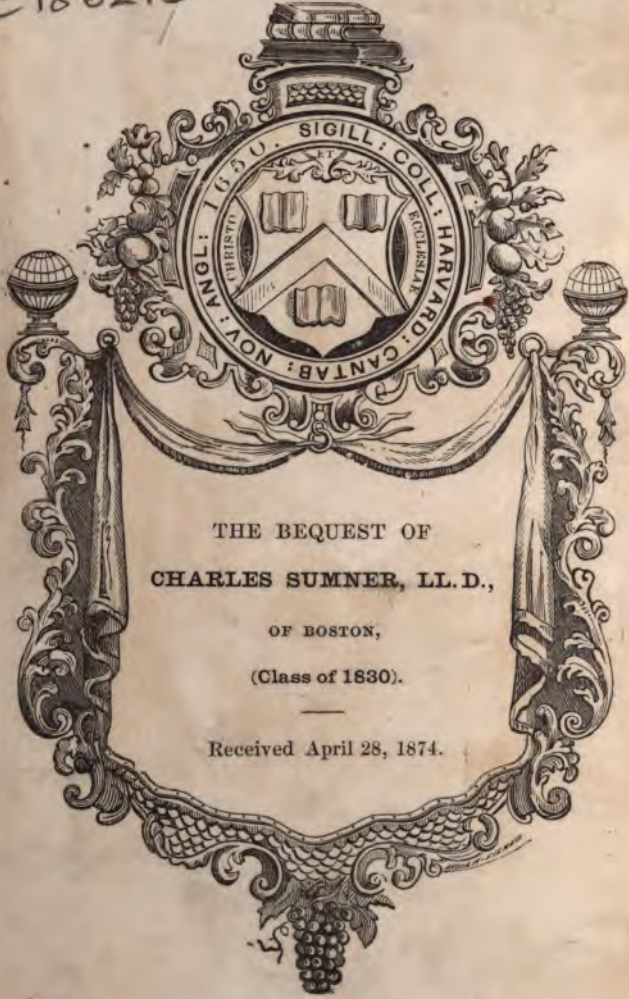 SIGILL: COLL: HARVARD: CANTAB: NOV: ANGL: 1650.
CHRISTO
ET
ECCLESIAE
THE BEQUEST OF
CHARLES SUMNER, LL.D.,
OF BOSTON,
(Class of 1830).
Received April 28, 1874.